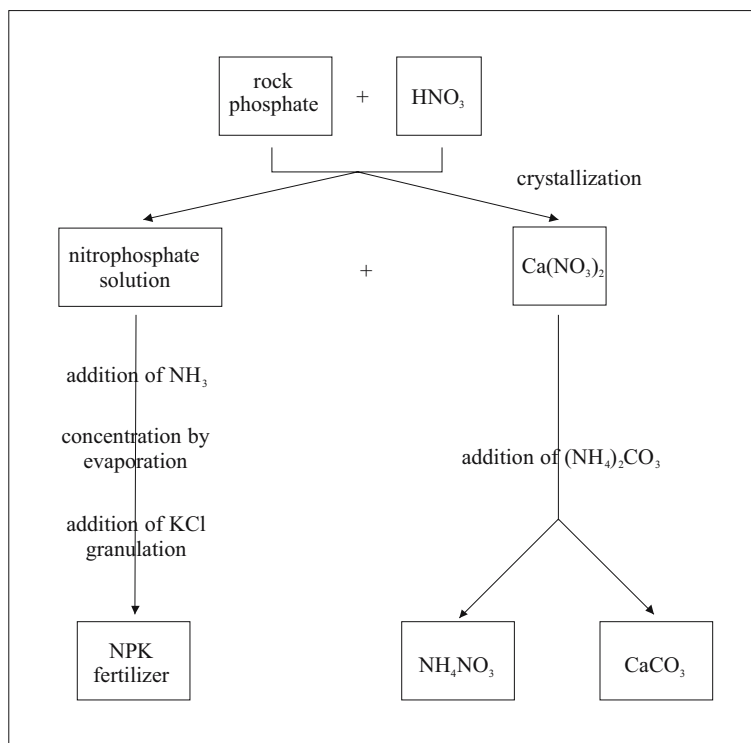 rock
phosphate
+
HNO₃
crystallization
nitrophosphate
solution
+
Ca(NO₃)₂
addition of NH₃
concentration by
evaporation
addition of (NH₄)₂CO₃
addition of KCl
granulation
NPK
fertilizer
NH₄NO₃
CaCO₃